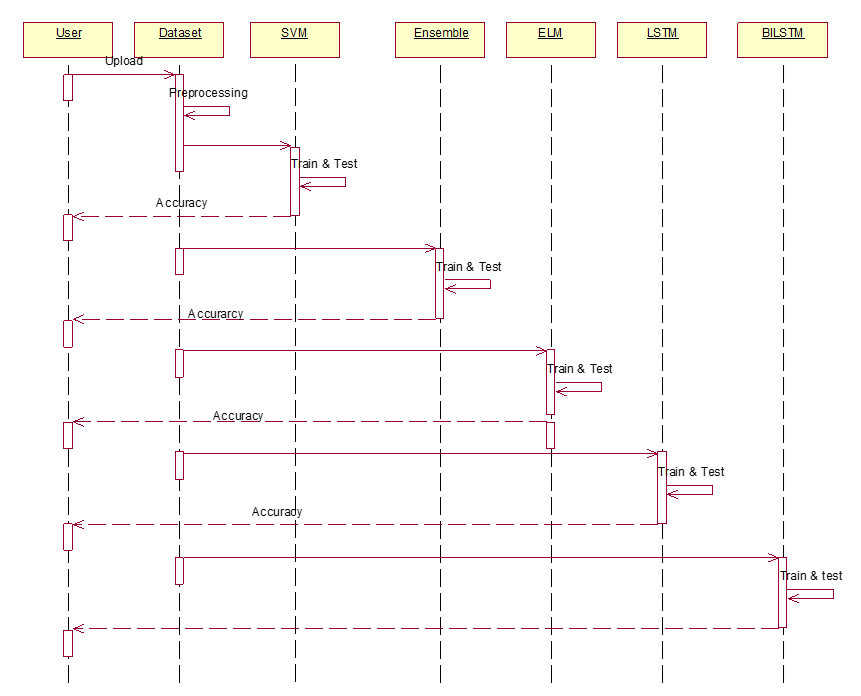 User
Dataset
SVM
Ensemble
ELM
LSTM
BILSTM
Upload
Preprocessing
Train & Test
Accuracy
Train & Test
Accurarcy
Train & Test
Accuracy
Train & Test
Accuracy
Train & test